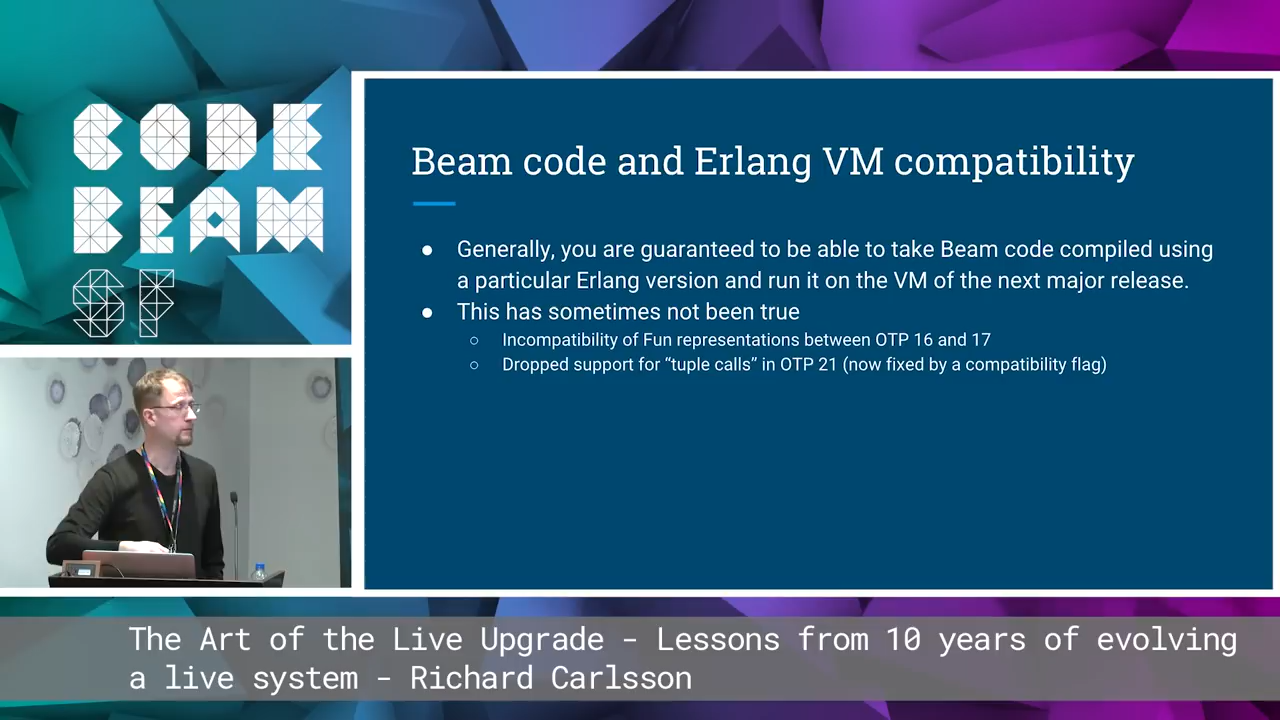 CODE
BEAM
SF
Beam code and Erlang VM compatibility
● Generally, you are guaranteed to be able to take Beam code compiled using
a particular Erlang version and run it on the VM of the next major release.
● This has sometimes not been true
○ Incompatibility of Fun representations between OTP 16 and 17
○ Dropped support for “tuple calls” in OTP 21 (now fixed by a compatibility flag)
The Art of the Live Upgrade - Lessons from 10 years of evolving
a live system - Richard Carlsson